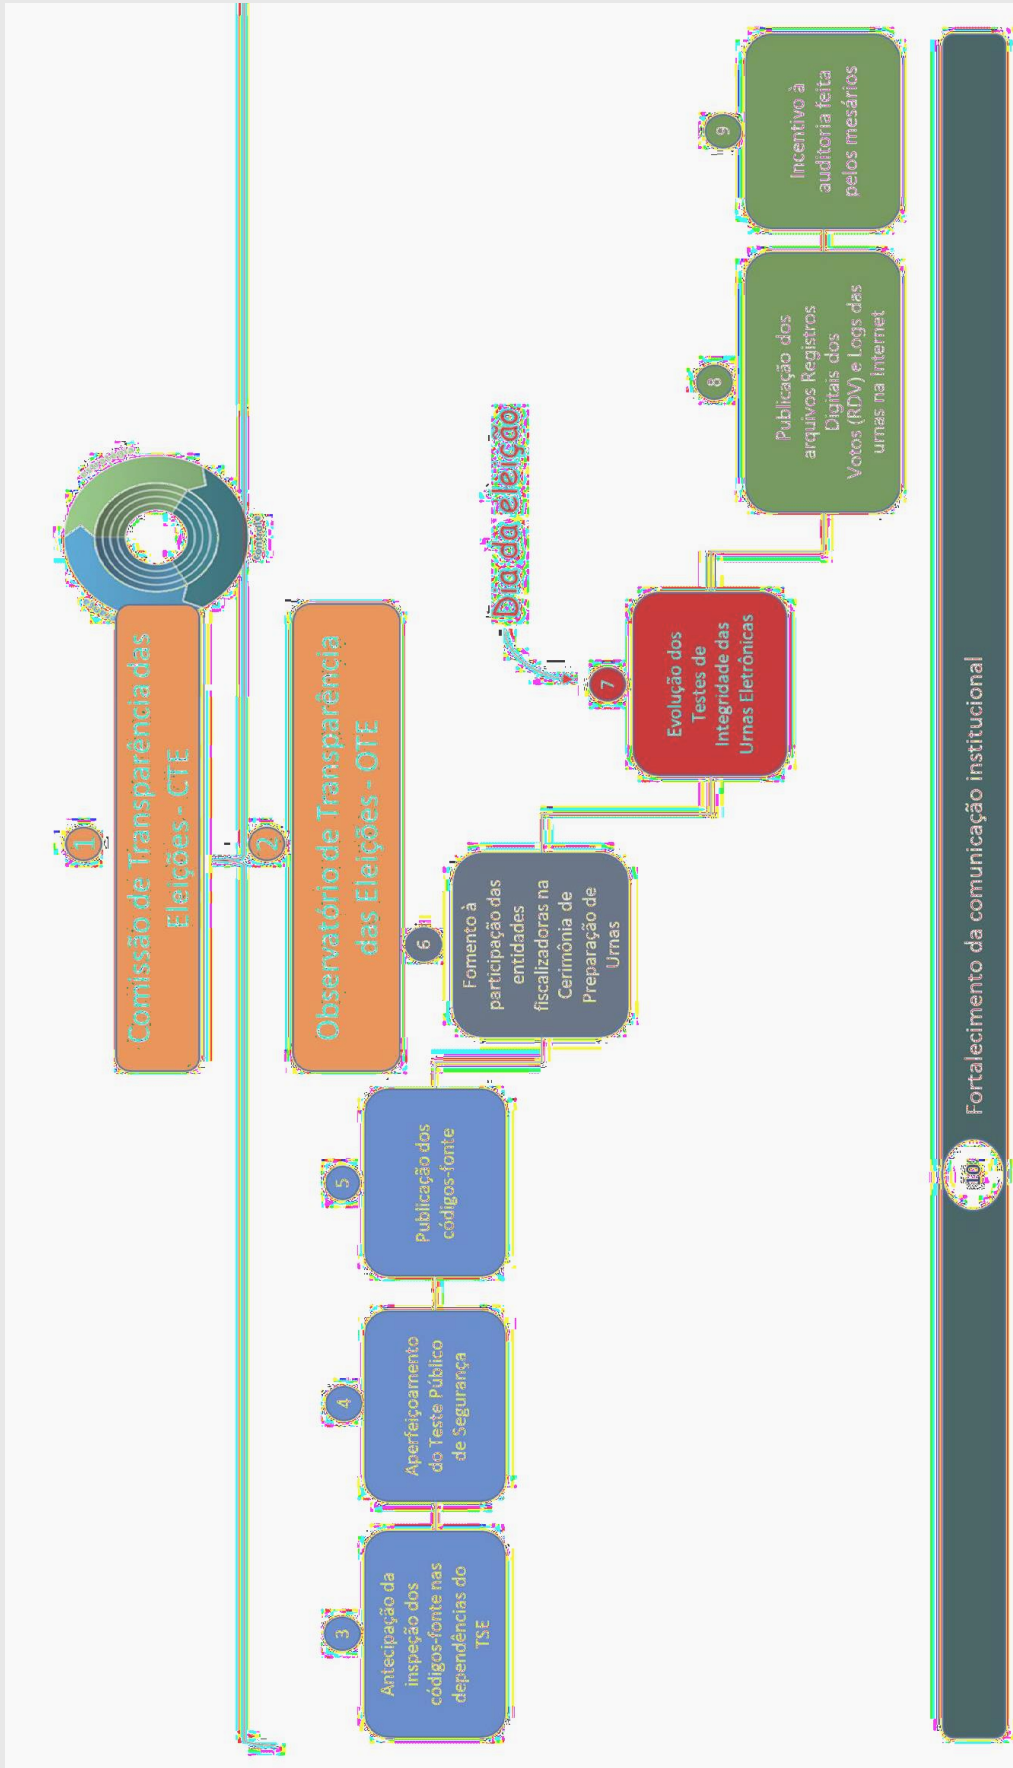 1
Comissão de Transparência das
Eleições - CTE
2
Observatório de Transparência
das Eleições - OTE
3
Antecipação da
inspeção dos
códigos-fonte nas
dependências do
TSE
4
Aperfeiçoamento
do Teste Público
de Segurança
5
Publicação dos
códigos-fonte
6
Fomento à
participação das
entidades
fiscalizadoras na
Cerimônia de
Preparação de
Urnas
Dia da eleição
7
Evolução dos
Testes de
Integridade das
Urnas Eletrônicas
8
Publicação dos
arquivos Registros
Digitais dos
Votos (RDV) e Logs das
urnas na Internet
9
Incentivo à
auditoria feita
pelos mesários
10
Fortalecimento da comunicação institucional